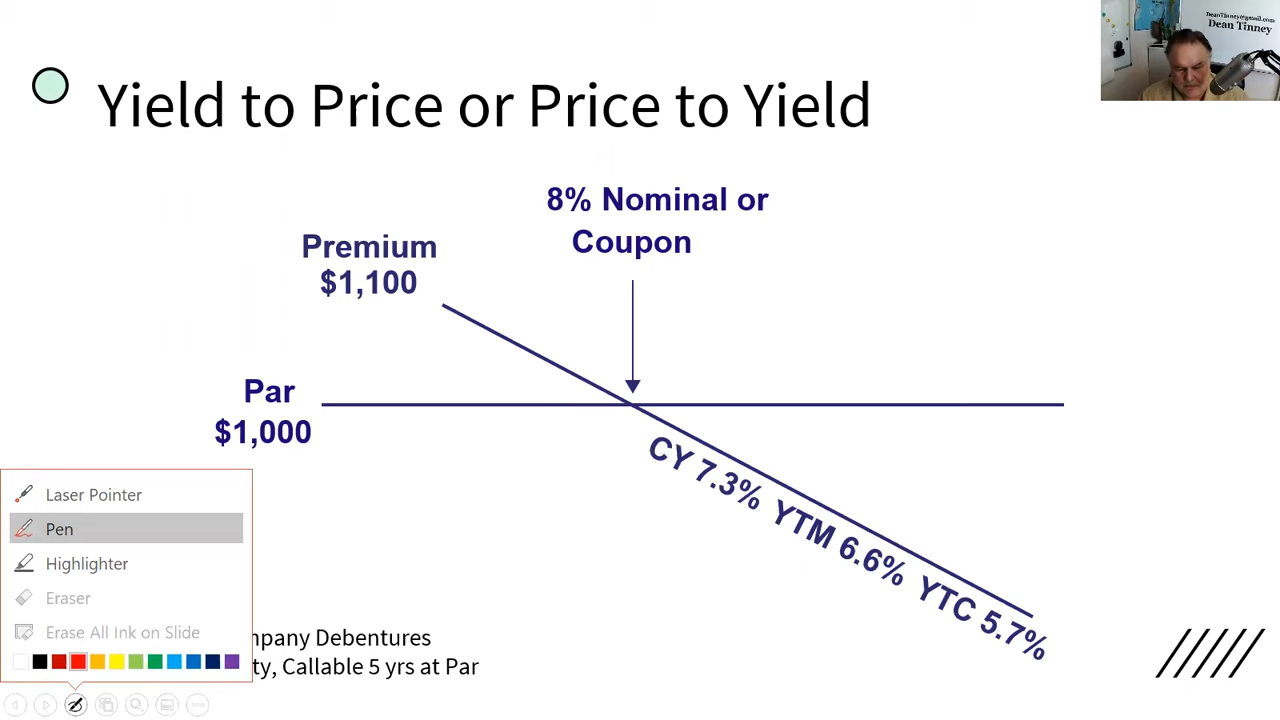 DeanTinney@gmail.com
Dean Tinney
Yield to Price or Price to Yield
8% Nominal or
Coupon
Premium
$1,100
Par
$1,000
CY 7.3% YTM 6.6% YTC 5.7%
Laser Pointer
Pen
Highlighter
Eraser
Erase All Ink on Slide
mpany Debentures
ty, Callable 5 yrs at Par